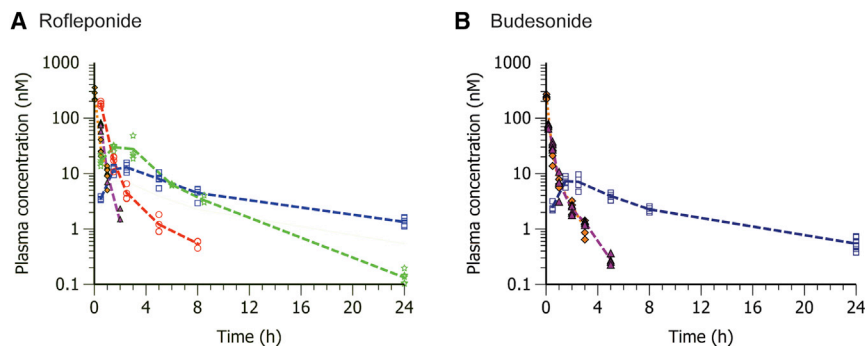 A Rofleponide
Plasma concentration (nM)
1000
100
10
1
0.1
0 4 8 12 16 20 24
Time (h)
B Budesonide
Plasma concentration (nM)
1000
100
10
1
0.1
0 4 8 12 16 20 24
Time (h)